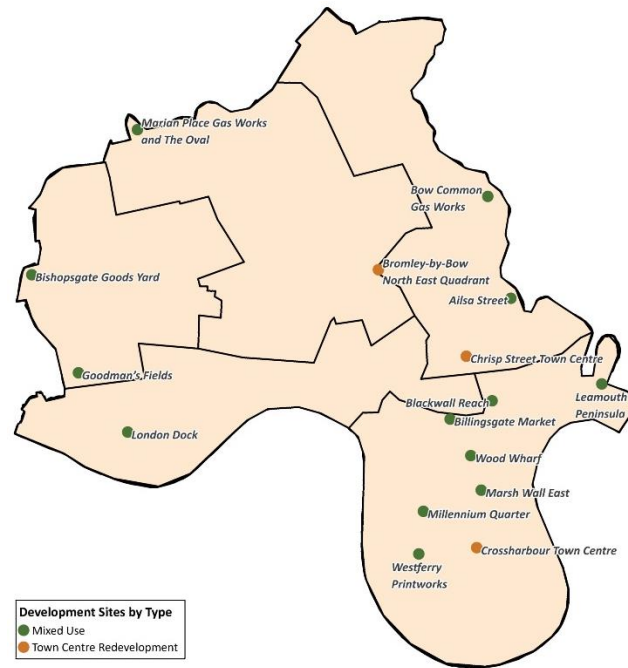 Marian Place Gas Works
and The Oval
Bow Common
Gas Works
Bromley-by-Bow
North East Quadrant
Bishopsgate Goods Yard
Ailsa Street
Chrisp Street Town Centre
Goodman's Fields
Leamouth
Peninsula
Blackwall Reach
Billingsgate Market
London Dock
Wood Wharf
Marsh Wall East
Millennium Quarter
Crossharbour Town Centre
Westferry
Printworks
Development Sites by Type
Mixed Use
Town Centre Redevelopment